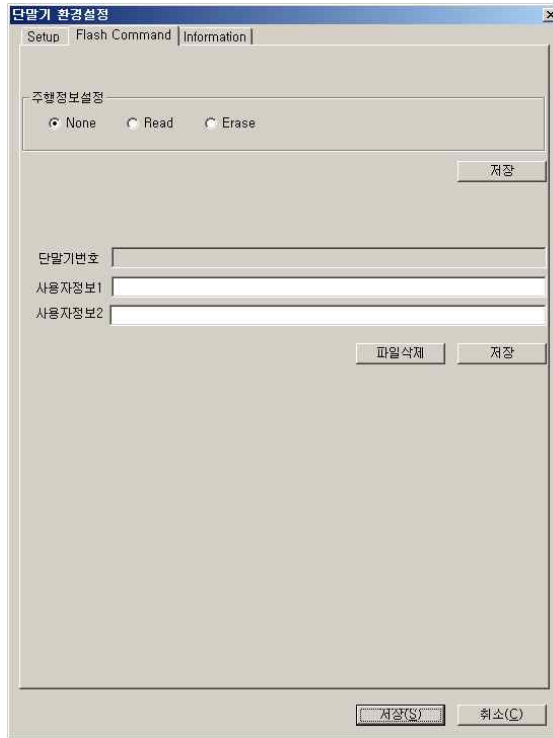 단말기 환경설정
Setup Flash Command Information
주행정보설정
None Read Erase
저장
단말기번호
사용자정보1
사용자정보2
파일삭제 저장
저장(S) 취소(C)